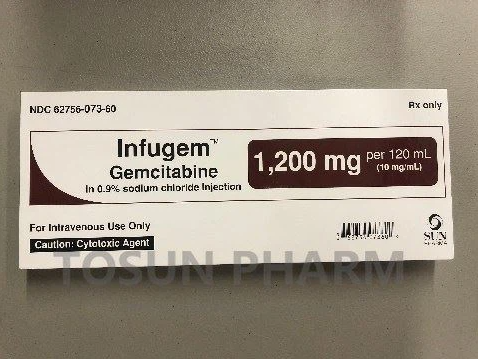 NDC 62756-073-60
Rx only
Infugem™
Gemcitabine
In 0.9% sodium chloride Injection
1,200 mg
per 120 mL
(10 mg/mL)
For Intravenous Use Only
Caution: Cytotoxic Agent
SUN
PHARMA
TOSUN PHARM